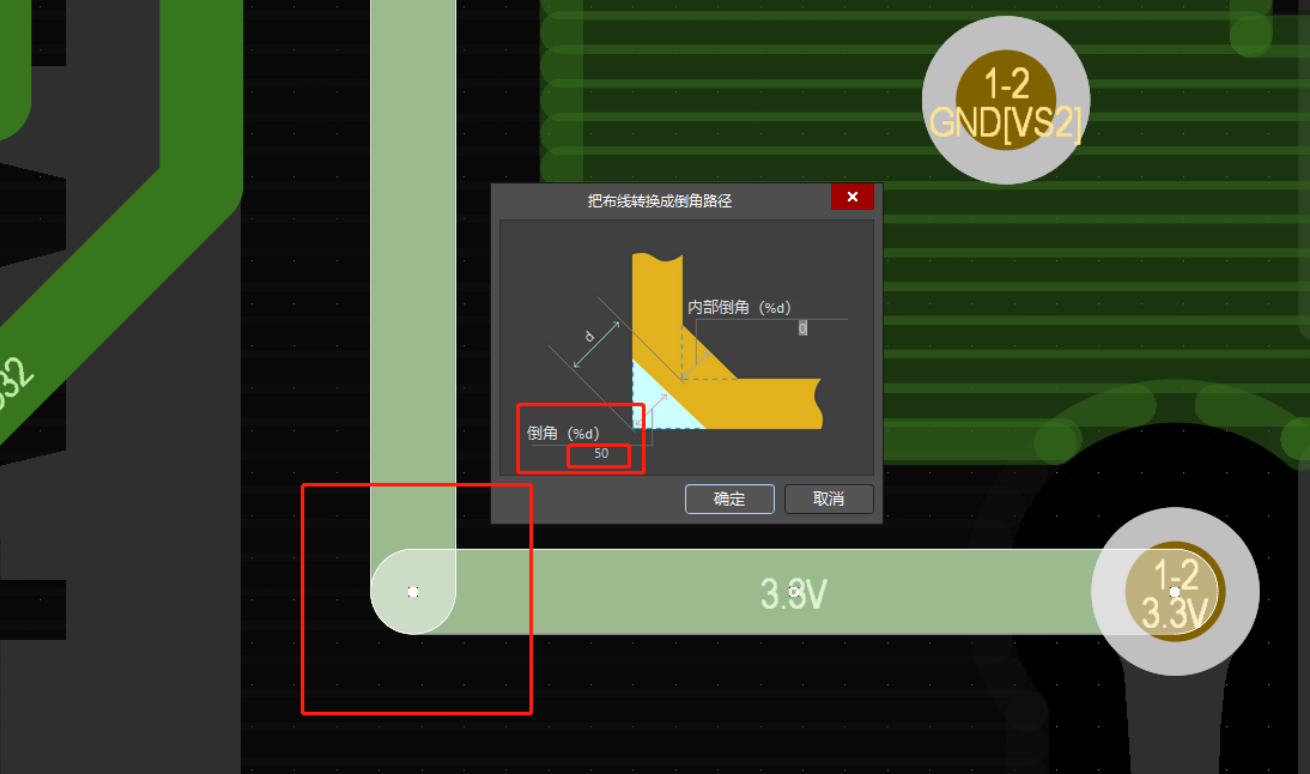 1-2
GND[VS2]
把布线转换成倒角路径
内部倒角 (%d)
0
d
倒角 (%d)
50
确定
取消
32
3.3V
1-2
3.3V